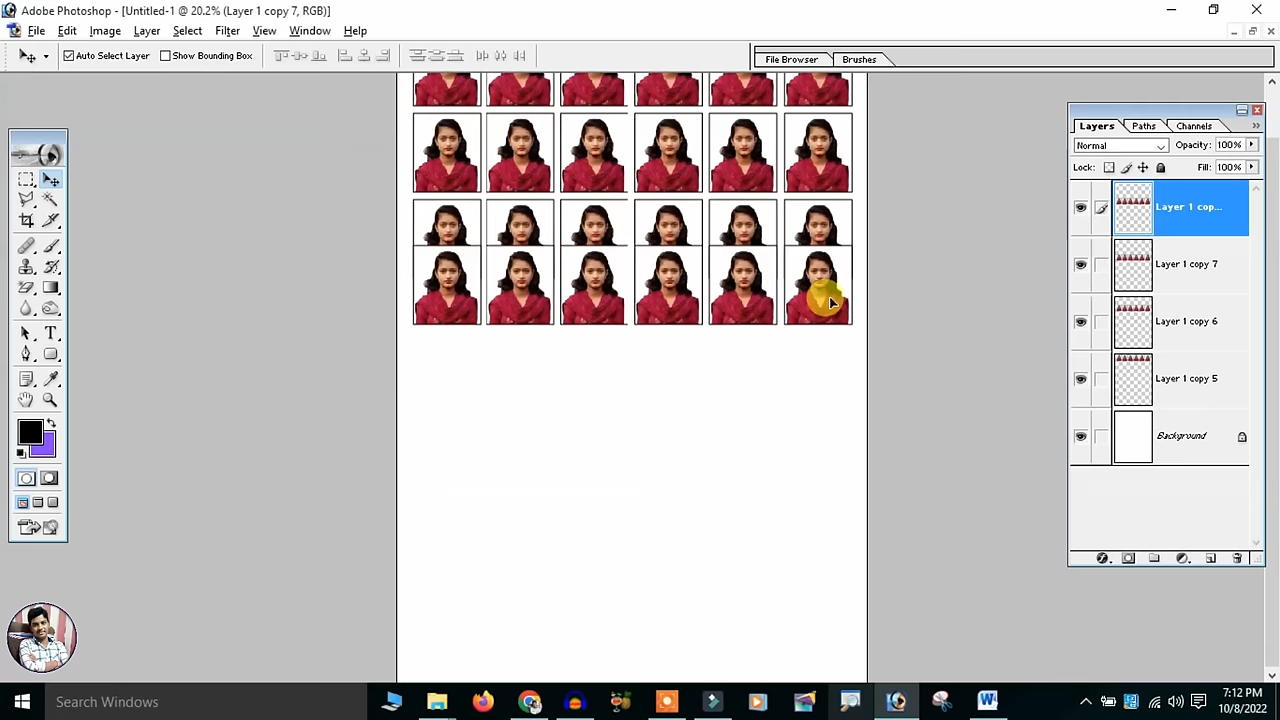 Adobe Photoshop - [Untitled-1 @ 20.2% (Layer 1 copy 7, RGB)]
File Edit Image Layer Select Filter View Window Help
Auto Select Layer Show Bounding Box File Browser Brushes
Layers Paths Channels
Normal Opacity: 100%
Lock: Fill: 100%
Layer 1 cop...
Layer 1 copy 7
Layer 1 copy 6
Layer 1 copy 5
Background
Search Windows
7:12 PM
10/8/2022